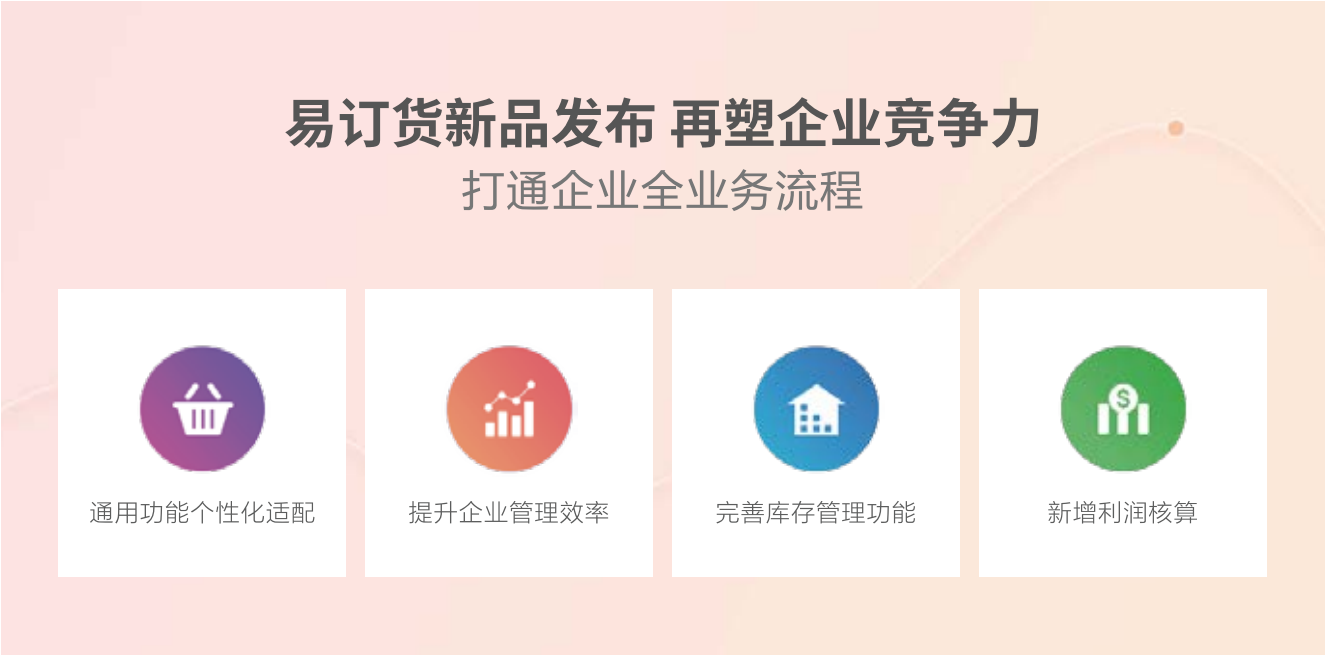 易订货新品发布 再塑企业竞争力
打通企业全业务流程
通用功能个性化适配
提升企业管理效率
完善库存管理功能
新增利润核算